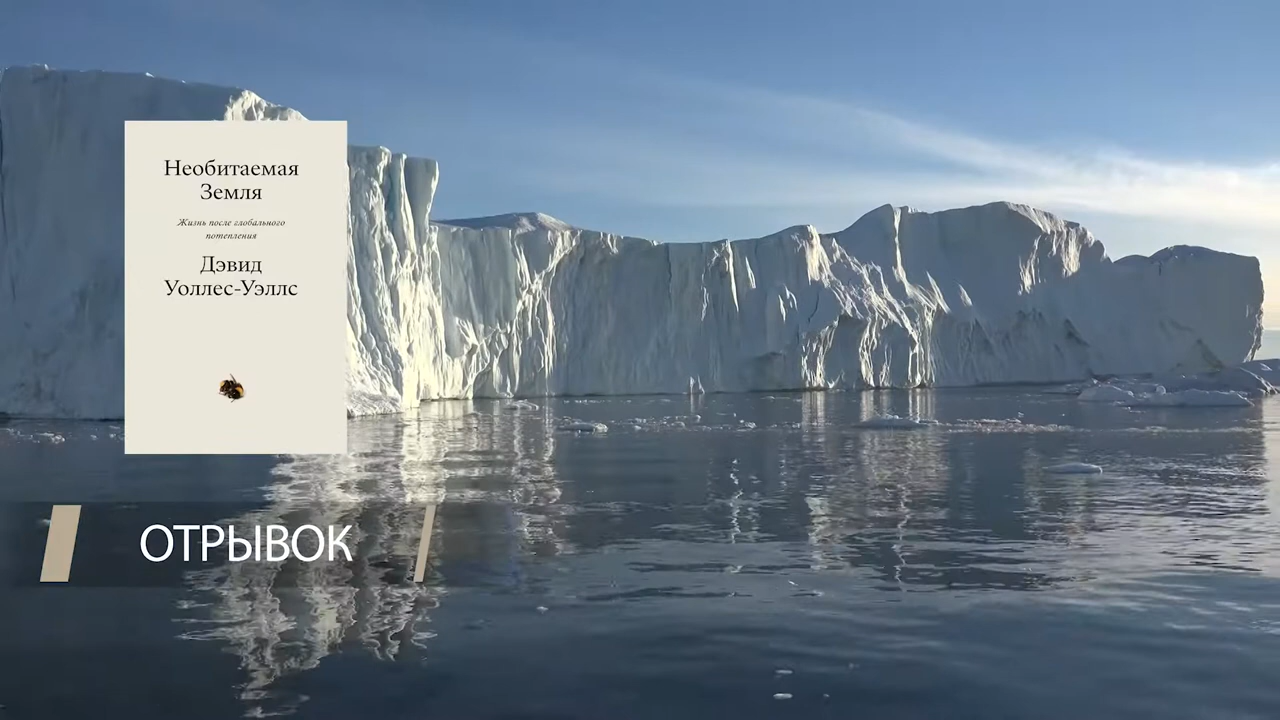 Необитаемая
Земля
Жизнь после глобального
потепления
Дэвид
Уоллес-Уэллс
ОТРЫВОК